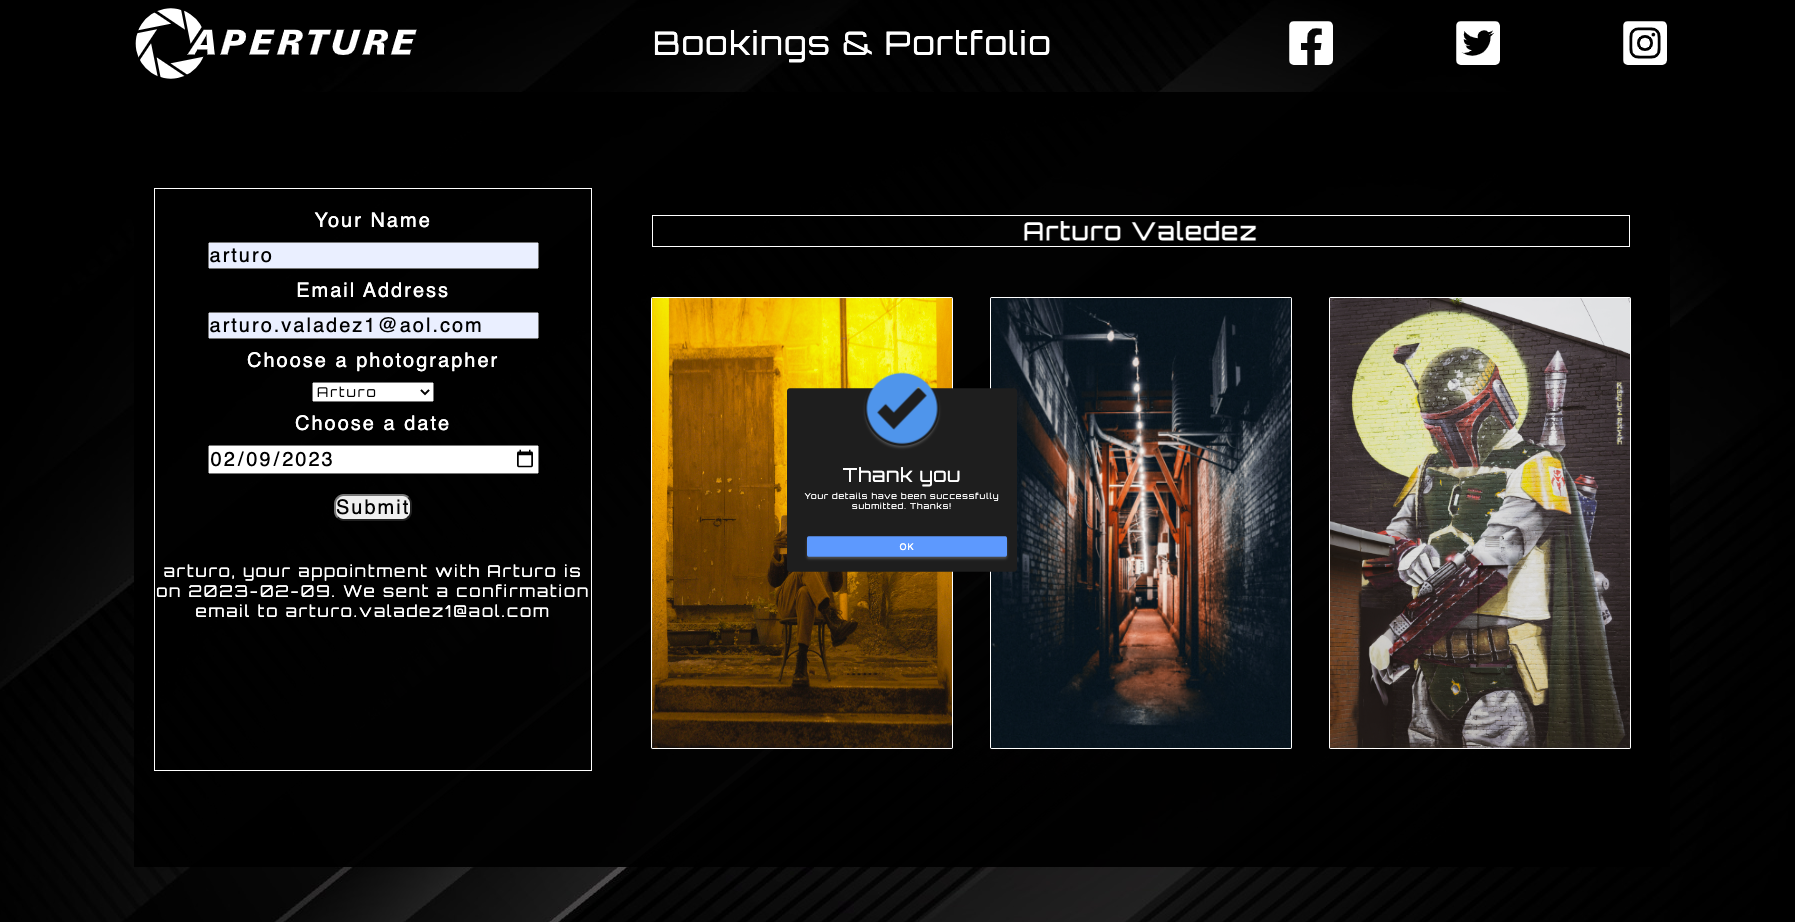 APERTURE
Bookings & Portfolio
Your Name
arturo
Email Address
arturo.valadez1@aol.com
Choose a photographer
Arturo
Choose a date
02/09/2023
Submit
arturo, your appointment with Arturo is
on 2023-02-09. We sent a confirmation
email to arturo.valadez1@aol.com
Arturo Valedez
Thank you
Your details have been successfully
submitted. Thanks!
OK